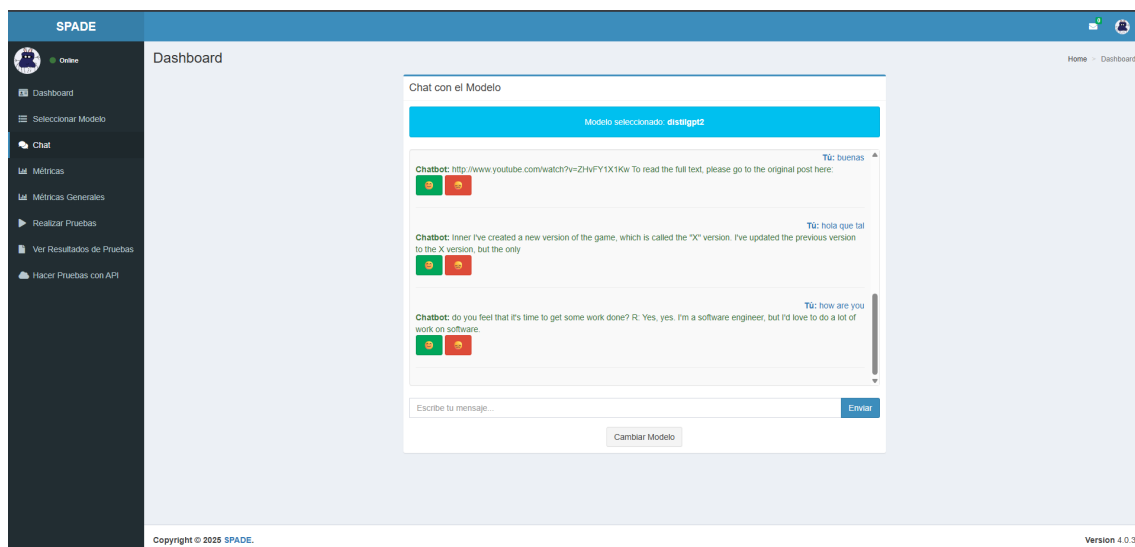 SPADE
0
Online
Dashboard
Home > Dashboard
Dashboard
Seleccionar Modelo
Chat
Métricas
Métricas Generales
Realizar Pruebas
Ver Resultados de Pruebas
Hacer Pruebas con API
Chat con el Modelo
Modelo seleccionado: distilgpt2
Tú: buenas
Chatbot: http://www.youtube.com/watch?v=ZHvFY1X1Kw To read the full text, please go to the original post here:
Tú: hola que tal
Chatbot: Inner I've created a new version of the game, which is called the "X" version. I've updated the previous version
to the X version, but the only
Tú: how are you
Chatbot: do you feel that it's time to get some work done? R: Yes, yes. I'm a software engineer, but I'd love to do a lot of
work on software.
Escribe tu mensaje...
Enviar
Cambiar Modelo
Copyright © 2025 SPADE.
Version 4.0.3